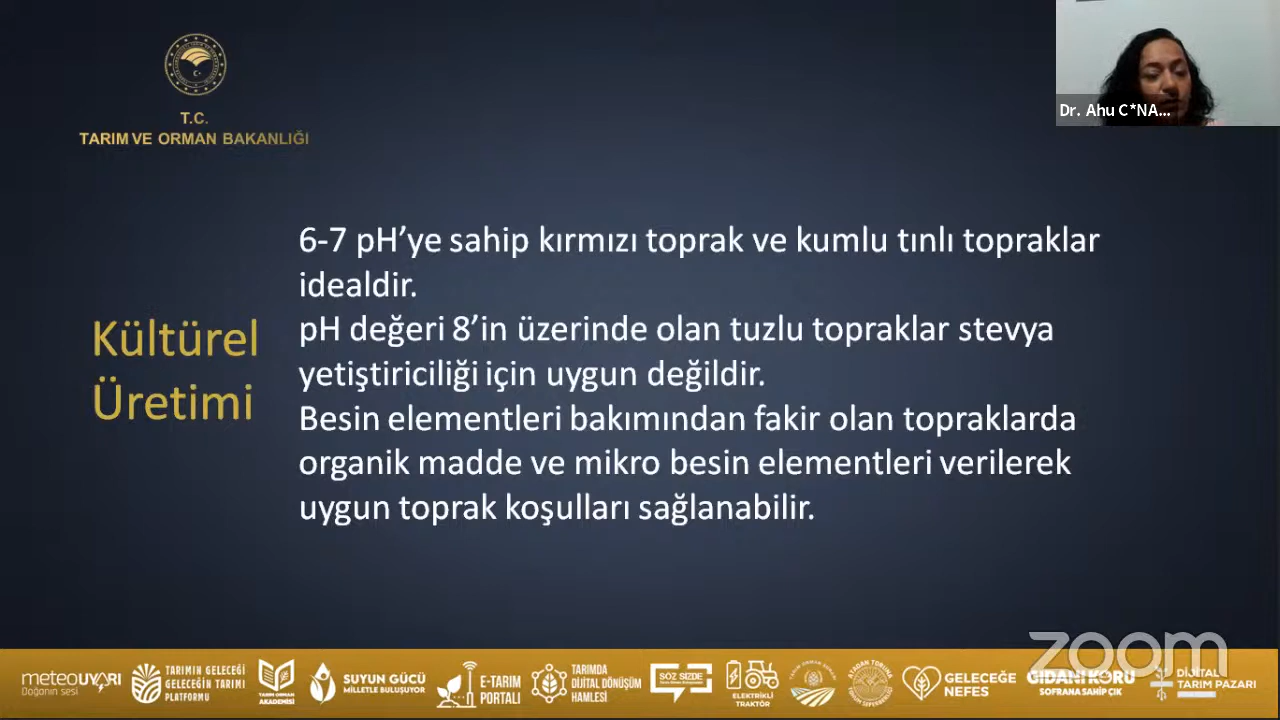 T.C.
TARIM VE ORMAN BAKANLIĞI
Dr. Ahu C*NA...
Kültürel
Üretimi
6-7 pH’ye sahip kırmızı toprak ve kumlu tınlı topraklar
idealdir.
pH değeri 8’in üzerinde olan tuzlu topraklar stevya
yetiştiriciliği için uygun değildir.
Besin elementleri bakımından fakir olan topraklarda
organik madde ve mikro besin elementleri verilerek
uygun toprak koşulları sağlanabilir.
zoom
meteoUYARI
Doğanın sesi
TARIMIN GELECEĞİ
GELECEĞİN TARIMI
PLATFORMU
TARIM ORMAN
AKADEMİSİ
SUYUN GÜCÜ
MİLLETLE BULUŞUYOR
E-TARIM
PORTALI
TARIMDA
DİJİTAL DÖNÜŞÜM
HAMLESİ
SÖZ SİZDE
ELEKTRİKLİ
TRAKTÖR
GELECEĞE
NEFES
GIDANI KORU
SOFRANA SAHİP ÇIK
DİJİTAL
TARIM PAZARI